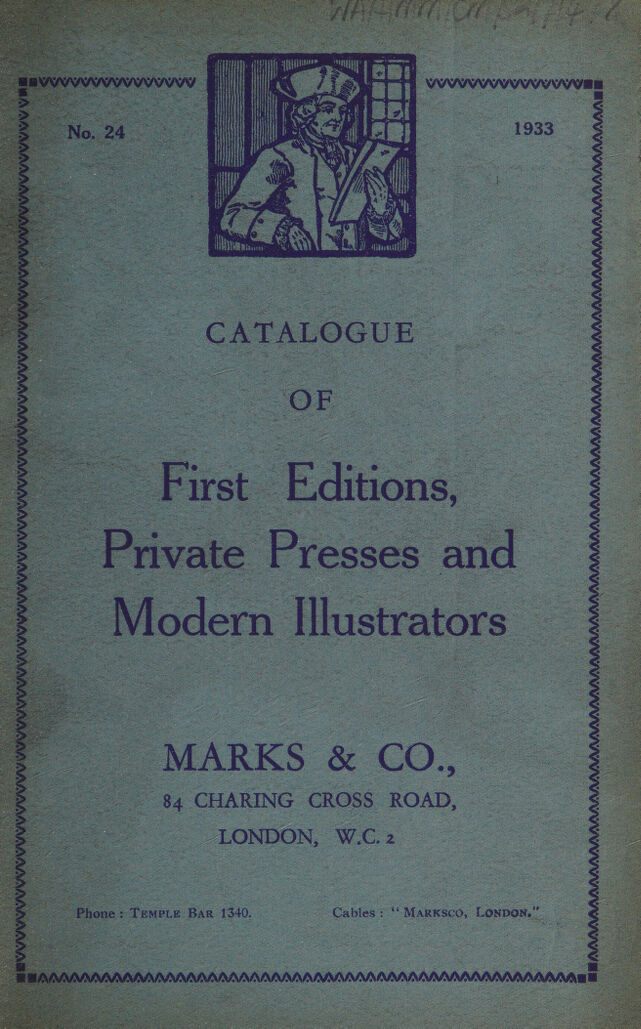 No. 24
1933
CATALOGUE
OF
First Editions,
Private Presses and
Modern Illustrators
MARKS & CO.,
84 CHARING CROSS ROAD,
LONDON, W.C. 2
Phone : TEMPLE BAR 1340.
Cables : " MARKSCO, LONDON."